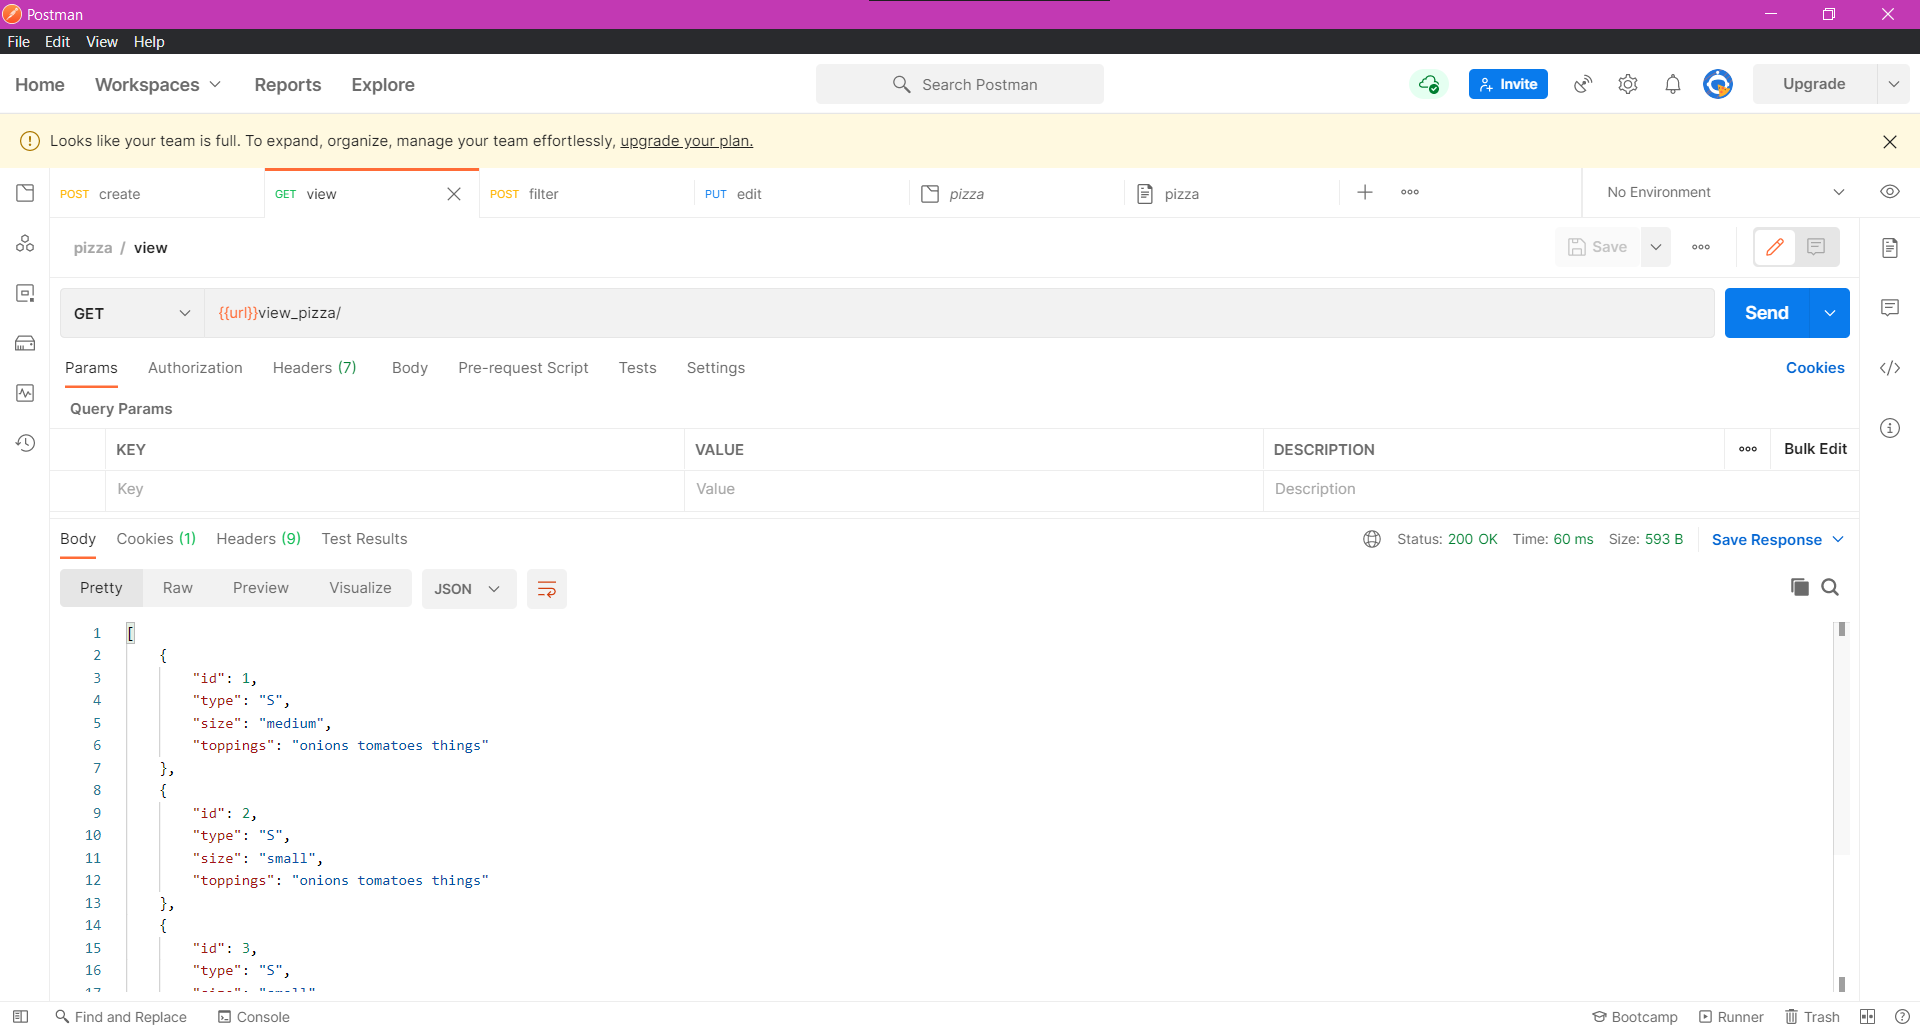 Postman
File Edit View Help
Home Workspaces Reports Explore Search Postman Invite Upgrade
Looks like your team is full. To expand, organize, manage your team effortlessly, upgrade your plan.
POST create GET view POST filter PUT edit pizza pizza No Environment
pizza / view Save
GET {{url}}view_pizza/ Send
Params Authorization Headers (7) Body Pre-request Script Tests Settings Cookies
Query Params
KEY VALUE DESCRIPTION Bulk Edit
Key Value Description
Body Cookies (1) Headers (9) Test Results Status: 200 OK Time: 60 ms Size: 593 B Save Response
Pretty Raw Preview Visualize JSON
1 [
2 {
3 "id": 1,
4 "type": "S",
5 "size": "medium",
6 "toppings": "onions tomatoes things"
7 },
8 {
9 "id": 2,
10 "type": "S",
11 "size": "small",
12 "toppings": "onions tomatoes things"
13 },
14 {
15 "id": 3,
16 "type": "S",
17 "size": "small"
Find and Replace Console Bootcamp Runner Trash